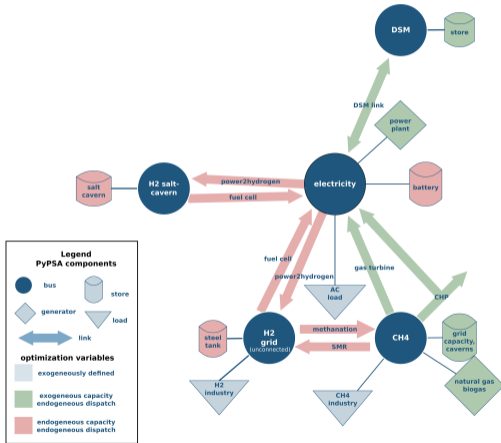 DSM
store
DSM link
power
plant
salt
cavern
H2 salt-
cavern
power2hydrogen
fuel cell
electricity
battery
fuel cell
power2hydrogen
gas turbine
CHP
AC
load
steel
tank
H2
grid
(unconnected)
methanation
SMR
CH4
grid
capacity,
caverns
natural gas
biogas
H2
industry
CH4
industry
Legend
PyPSA components
bus
store
generator
load
link
optimization variables
exogeneously defined
exogeneous capacity
endogeneous dispatch
endogeneous capacity
endogeneous dispatch